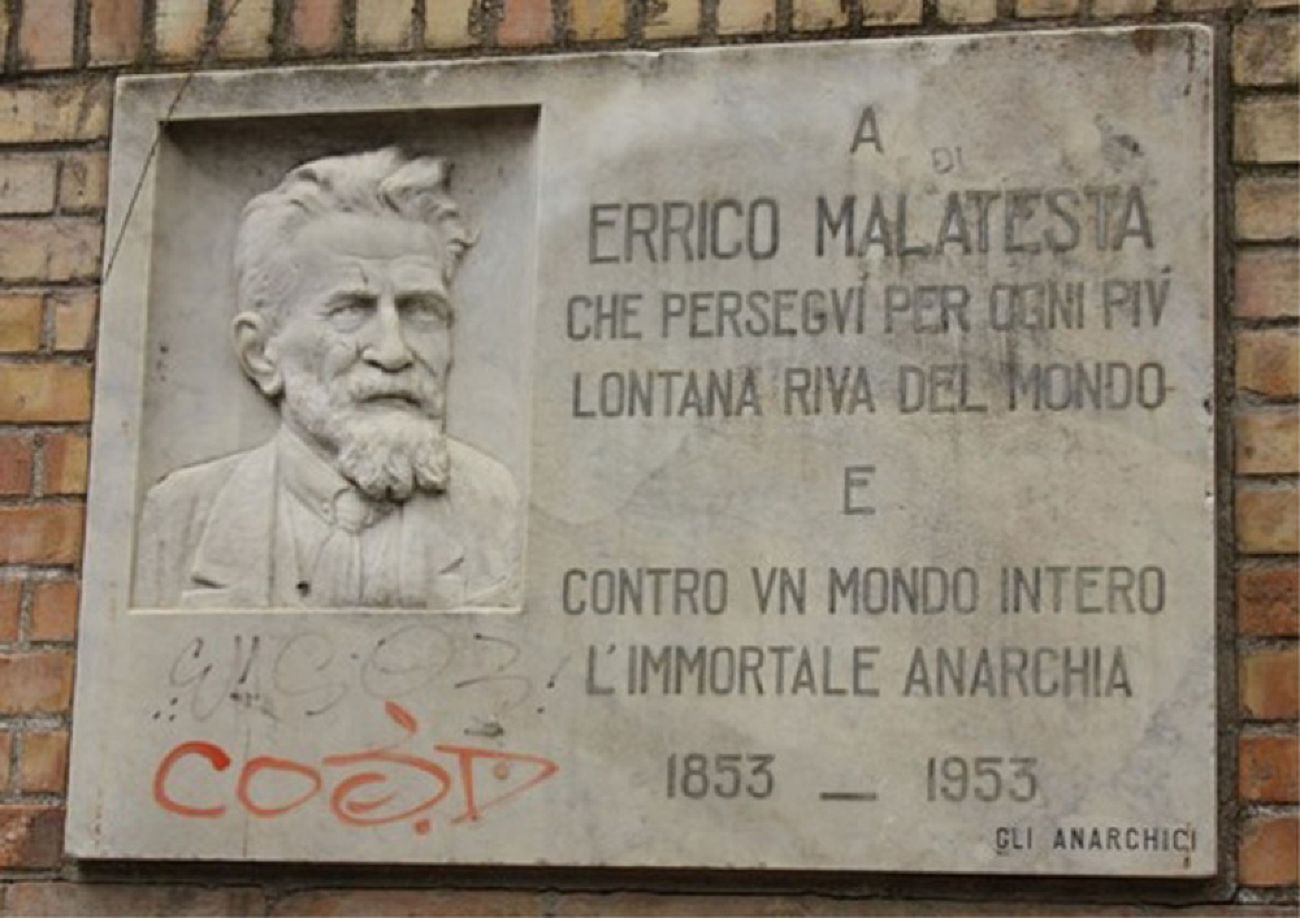 A
DI
ERRICO MALATESTA
CHE PERSEGVÍ PER OGNI PIV́
LONTANA RIVA DEL MONDO
E
CONTRO VN MONDO INTERO
L'IMMORTALE ANARCHIA
1853 _ 1953
GLI ANARCHICI